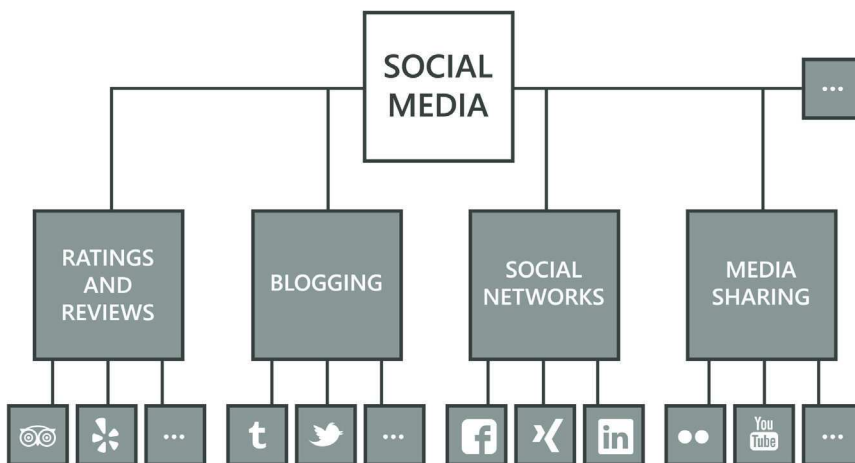 SOCIAL
MEDIA
...
RATINGS
AND
REVIEWS
BLOGGING
SOCIAL
NETWORKS
MEDIA
SHARING
...
t
...
f
in
You
Tube
...